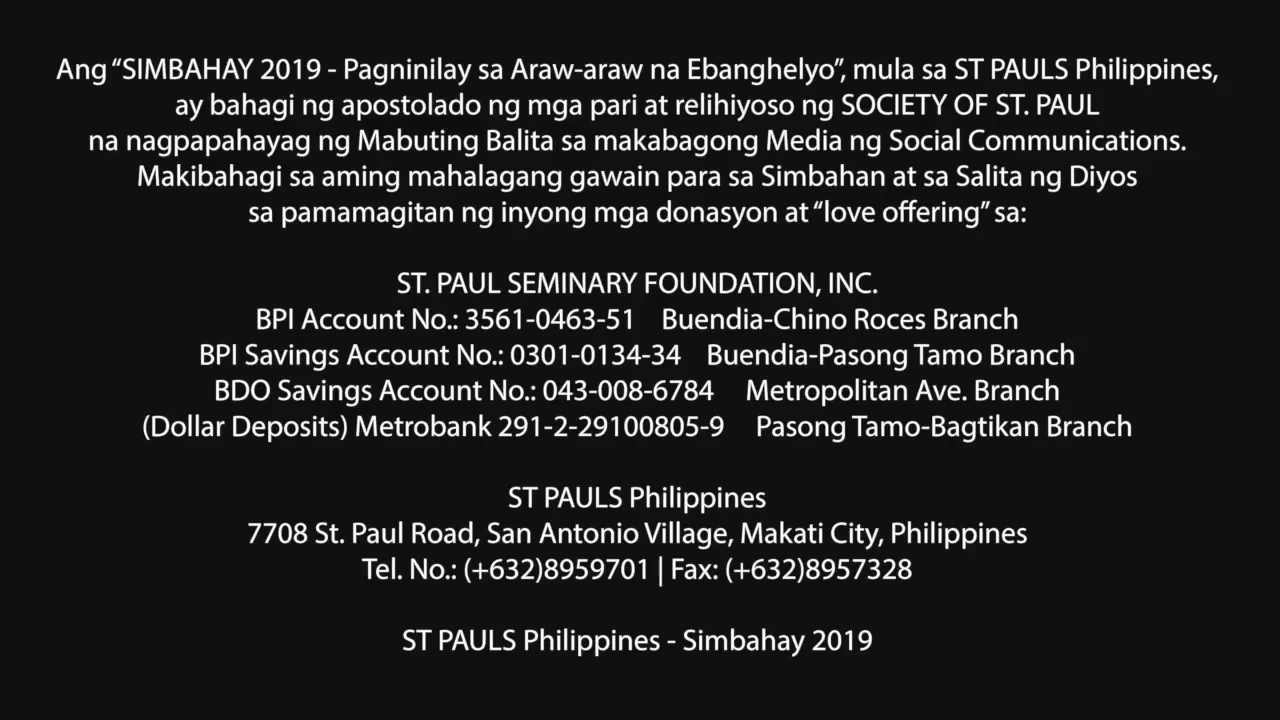 Ang “SIMBAHAY 2019 - Pagninilay sa Araw-araw na Ebanghelyo”, mula sa ST PAULS Philippines,
ay bahagi ng apostolado ng mga pari at relihiyoso ng SOCIETY OF ST. PAUL
na nagpapahayag ng Mabuting Balita sa makabagong Media ng Social Communications.
Makibahagi sa aming mahalagang gawain para sa Simbahan at sa Salita ng Diyos
sa pamamagitan ng inyong mga donasyon at “love offering” sa:
ST. PAUL SEMINARY FOUNDATION, INC.
BPI Account No.: 3561-0463-51 Buendia-Chino Roces Branch
BPI Savings Account No.: 0301-0134-34 Buendia-Pasong Tamo Branch
BDO Savings Account No.: 043-008-6784 Metropolitan Ave. Branch
(Dollar Deposits) Metrobank 291-2-29100805-9 Pasong Tamo-Bagtikan Branch
ST PAULS Philippines
7708 St. Paul Road, San Antonio Village, Makati City, Philippines
Tel. No.: (+632)8959701 | Fax: (+632)8957328
ST PAULS Philippines - Simbahay 2019